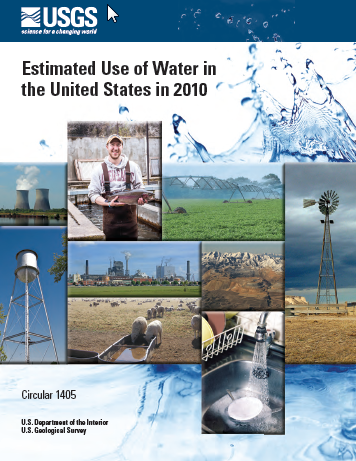 USGS
science for a changing world
Estimated Use of Water in
the United States in 2010
Circular 1405
U.S. Department of the Interior
U.S. Geological Survey